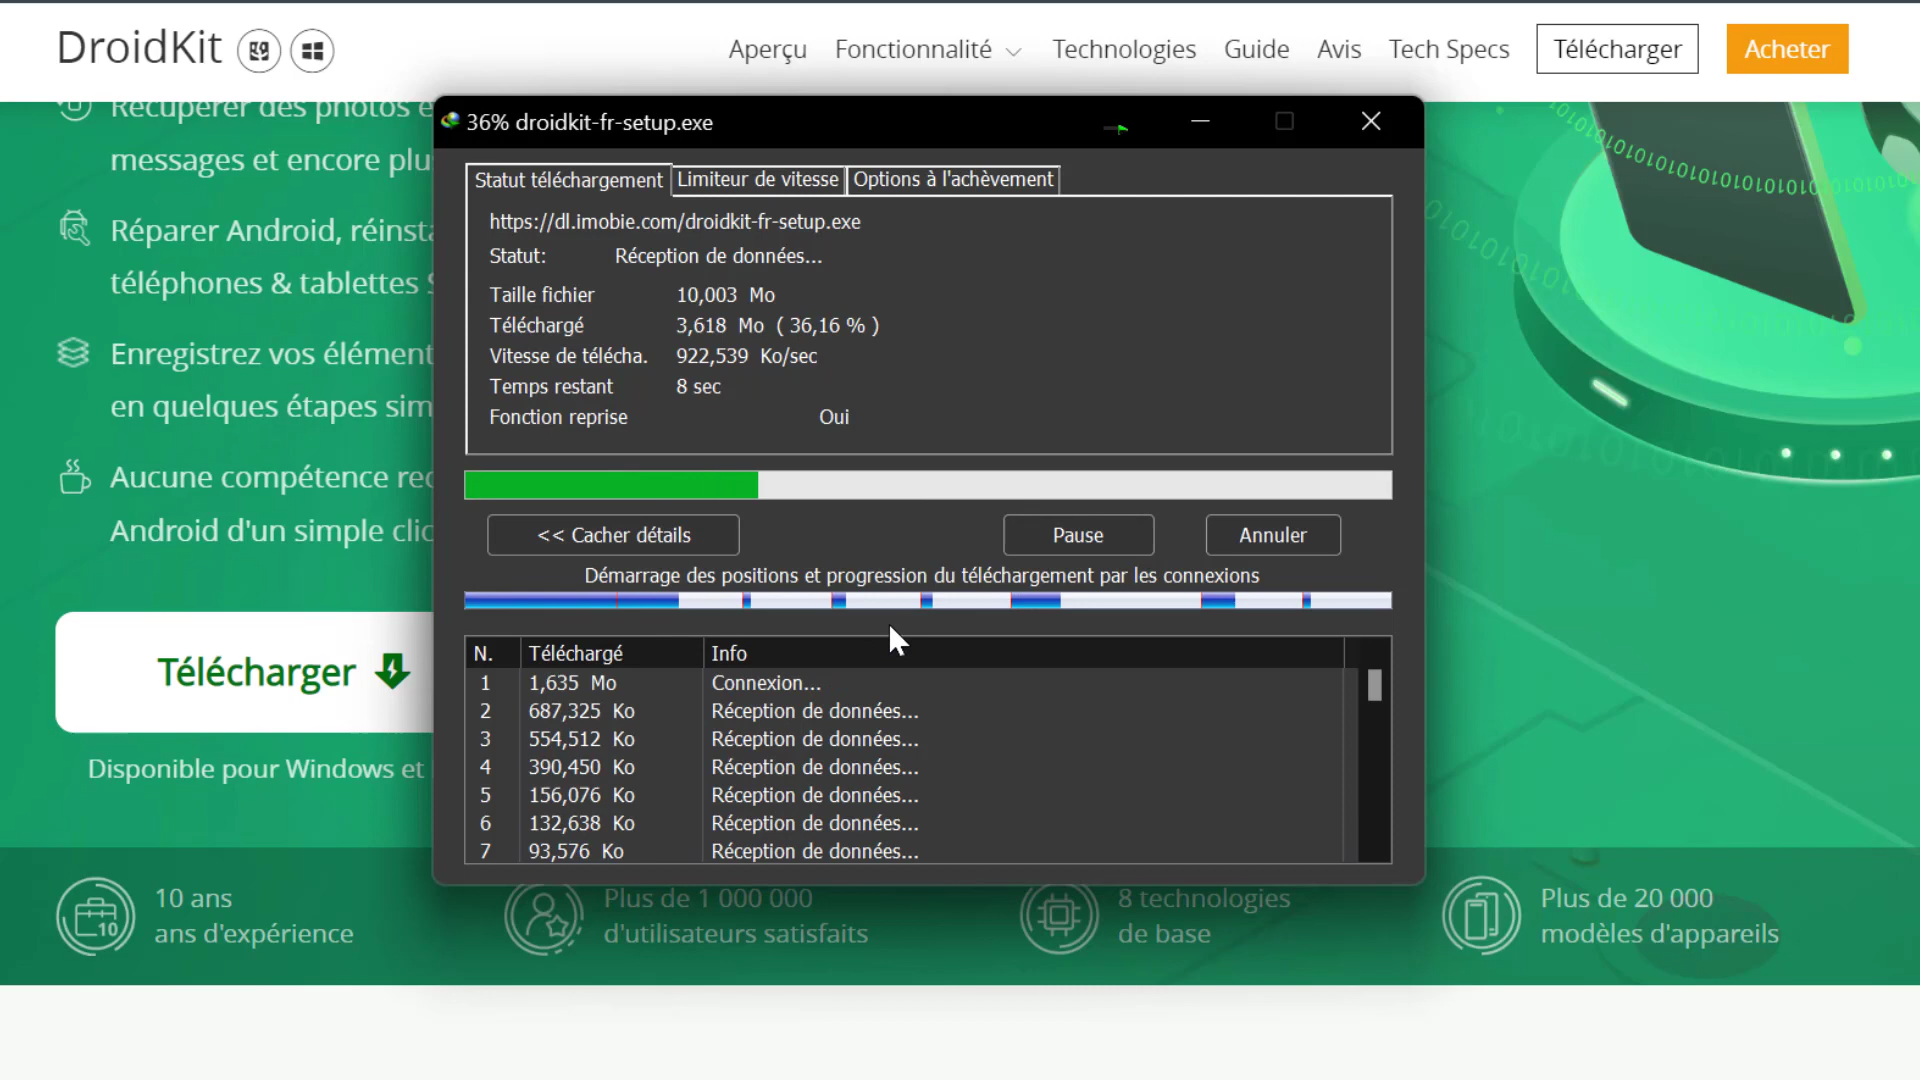 DroidKit
Aperçu
Fonctionnalité
Technologies
Guide
Avis
Tech Specs
Télécharger
Acheter
Récupérer des photos e
messages et encore plu
Réparer Android, réinsta
téléphones & tablettes S
Enregistrez vos élément
en quelques étapes sim
Aucune compétence rec
Android d'un simple clic
Télécharger
Disponible pour Windows et
36% droidkit-fr-setup.exe
Statut téléchargement
Limiteur de vitesse
Options à l'achèvement
https://dl.imobie.com/droidkit-fr-setup.exe
Statut: Réception de données...
Taille fichier 10,003 Mo
Téléchargé 3,618 Mo ( 36,16 % )
Vitesse de télécha. 922,539 Ko/sec
Temps restant 8 sec
Fonction reprise Oui
<< Cacher détails
Pause
Annuler
Démarrage des positions et progression du téléchargement par les connexions
N. Téléchargé Info
1 1,635 Mo Connexion...
2 687,325 Ko Réception de données...
3 554,512 Ko Réception de données...
4 390,450 Ko Réception de données...
5 156,076 Ko Réception de données...
6 132,638 Ko Réception de données...
7 93,576 Ko Réception de données...
10
10 ans
ans d'expérience
Plus de 1 000 000
d'utilisateurs satisfaits
8 technologies
de base
Plus de 20 000
modèles d'appareils